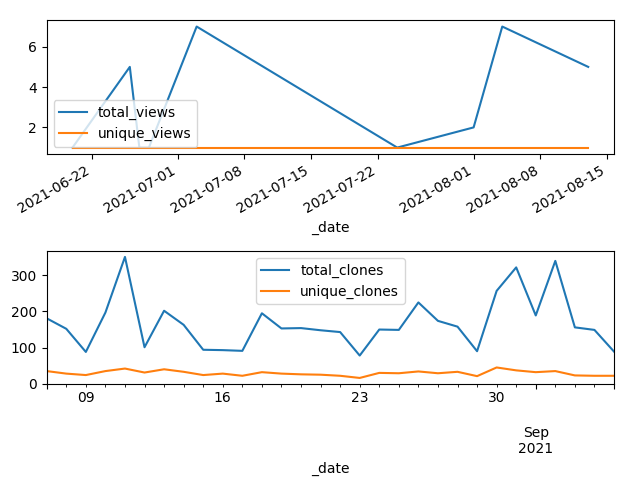 6
4
2
total_views
unique_views
2021-06-22
2021-07-01
2021-07-08
2021-07-15
2021-07-22
2021-08-01
2021-08-08
2021-08-15
_date
300
200
100
0
total_clones
unique_clones
09
16
23
30
Sep
2021
_date